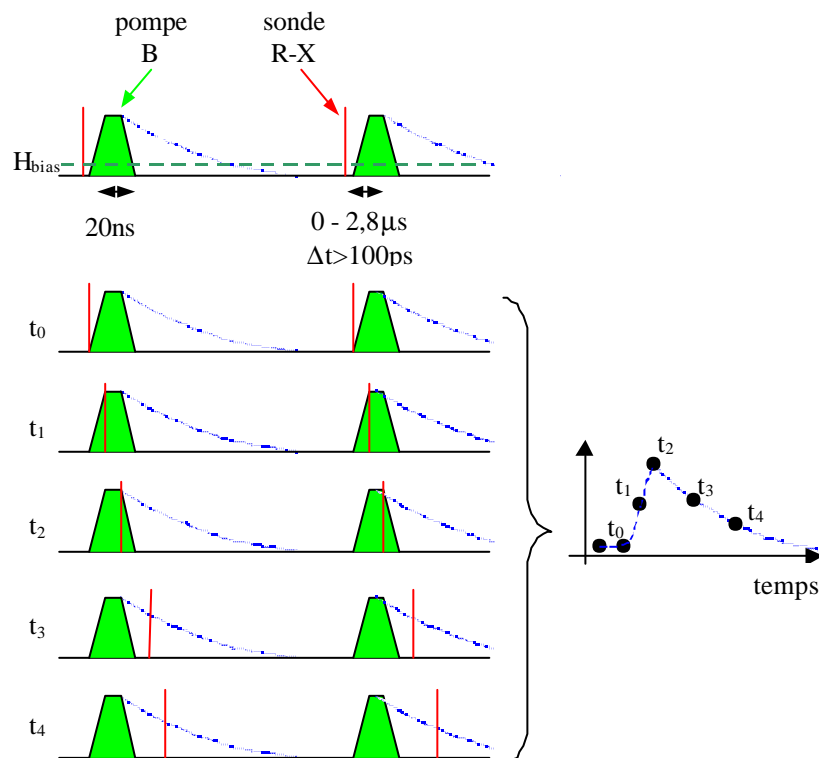 pompe
B
sonde
R-X
H_bias
20ns
0 - 2,8µs
Δt>100ps
t₀
t₁
t₂
t₃
t₄
t₂
t₁
t₃
t₀
t₄
temps